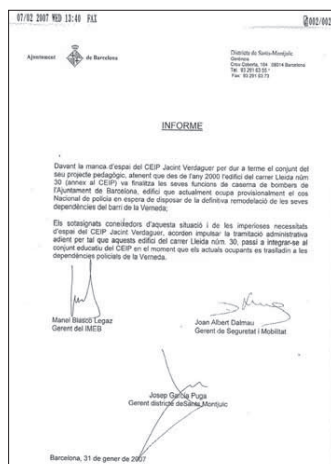 07/02 2007 WED 13:40 FAX
002/002
Ajuntament de Barcelona
Districte de Sants-Montjuïc
Gerència
Creu Coberta, 104 08014 Barcelona
INFORME
Davant la manca d'espai del CEIP Jacint Verdaguer per dur a terme el conjunt del
seu projecte pedagògic, atenent que des de l'any 2000 l'edifici del carrer Lleida núm
30 (annex al CEIP) va finalitza les seves funcions de caserna de bombers de
l'Ajuntament de Barcelona, edifici que actualment ocupa provisionalment el cos
Nacional de policia en espera de disposar de la definitiva remodelació de les seves
dependències del barri de la Verneda;
Els sotasignats coneixedors d'aquesta situació i de les imperioses necessitats
d'espai del CEIP Jacint Verdaguer, acorden impulsar la tramitació administrativa
adient per tal que aquests edifici del carrer Lleida núm. 30, passi a integrar-se al
conjunt educatiu del CEIP en el moment que els actuals ocupants es traslladin a les
dependències policials de la Verneda.
Manel Blasco Legaz
Gerent del IMEB
Joan Albert Dalmau
Gerent de Seguretat i Mobilitat
Josep García Puga
Gerent districte de Sants Montjuïc
Barcelona, 31 de gener de 2007